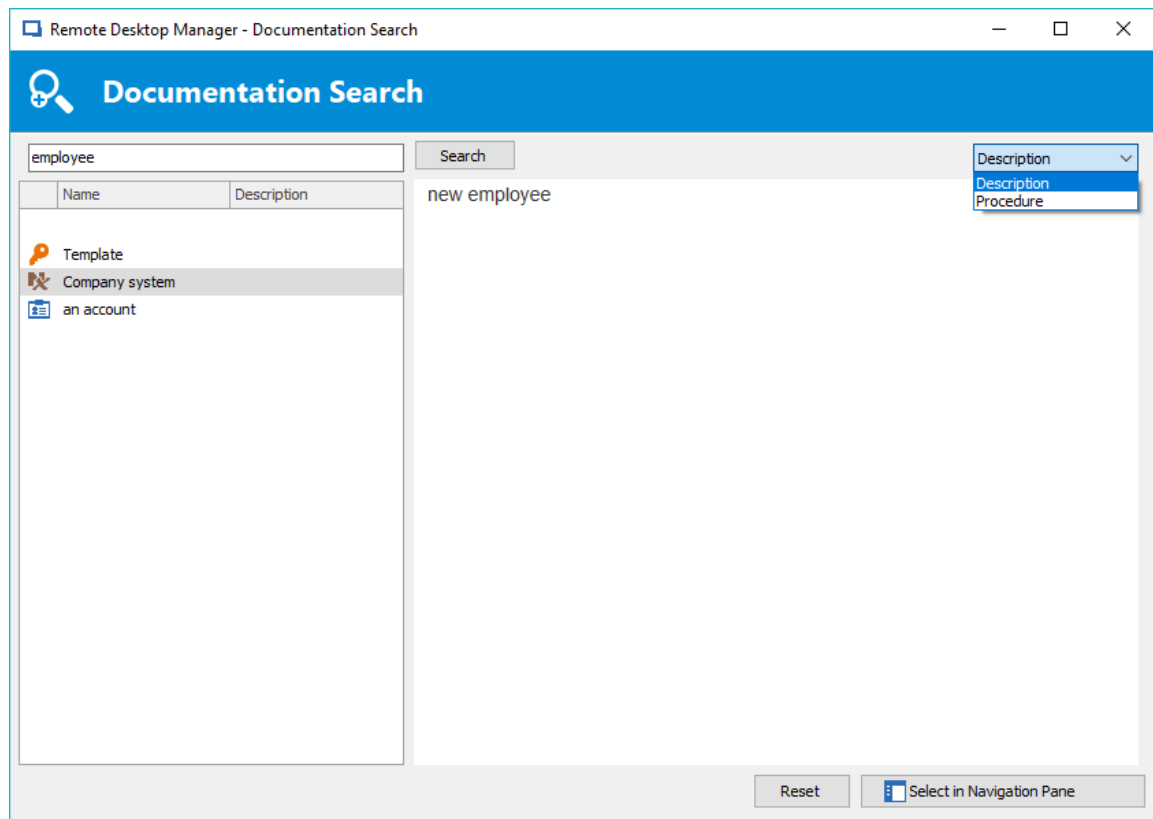 Remote Desktop Manager - Documentation Search
Documentation Search
employee
Search
Description
Description
Procedure
Name Description
Template
Company system
an account
new employee
Reset
Select in Navigation Pane